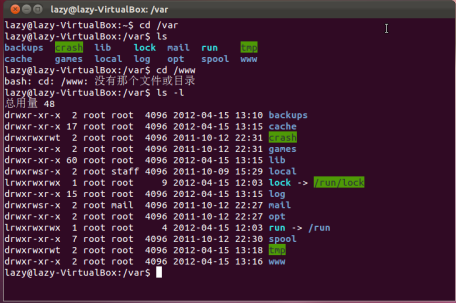 lazy@lazy-VirtualBox: /var
lazy@lazy-VirtualBox:~$ cd /var
lazy@lazy-VirtualBox:/var$ ls
backups crash lib lock mail run tmp
cache games local log opt spool www
lazy@lazy-VirtualBox:/var$ cd /www
bash: cd: /www: 没有那个文件或目录
lazy@lazy-VirtualBox:/var$ ls -l
总用量 48
drwxr-xr-x 2 root root 4096 2012-04-15 13:10 backups
drwxr-xr-x 17 root root 4096 2012-04-15 13:15 cache
drwxrwxrwt 2 root root 4096 2011-10-12 22:31 crash
drwxr-xr-x 2 root root 4096 2011-10-12 22:31 games
drwxr-xr-x 60 root root 4096 2012-04-15 13:15 lib
drwxrwsr-x 2 root staff 4096 2011-10-09 15:29 local
lrwxrwxrwx 1 root root 9 2012-04-15 12:03 lock -> /run/lock
drwxr-xr-x 15 root root 4096 2012-04-15 13:15 log
drwxrwsr-x 2 root mail 4096 2011-10-12 22:27 mail
drwxr-xr-x 2 root root 4096 2011-10-12 22:27 opt
lrwxrwxrwx 1 root root 4 2012-04-15 12:03 run -> /run
drwxr-xr-x 7 root root 4096 2011-10-12 22:30 spool
drwxrwxrwt 2 root root 4096 2012-04-15 13:18 tmp
drwxr-xr-x 2 root root 4096 2012-04-15 13:16 www
lazy@lazy-VirtualBox:/var$